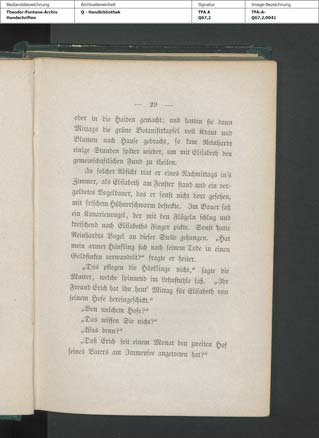 Bestandsbezeichnung
Archivaleneinheit
Signatur
Image-Bezeichnung
Theodor-Fontane-Archiv
Handschriften
Q - Handbibliothek
TFA A
Q67,2
TFA-A-
Q67,2,0041
— 29 —
oder in die Haiden gemacht; und hatten sie dann
Mittags die grüne Botanisirkapsel voll Kraut und
Blumen nach Hause gebracht, so kam Reinhardt
einige Stunden später wieder, um mit Elisabeth den
gemeinschaftlichen Fund zu theilen.
In solcher Absicht trat er eines Nachmittags in's
Zimmer, als Elisabeth am Fenster stand und ein ver-
goldetes Vogelbauer, das er sonst nicht dort gesehen,
mit frischem Hühnerschwarm besteckte. Im Bauer saß
ein Kanarienvogel, der mit den Flügeln schlug und
kreischend nach Elisabeths Finger pickte. Sonst hatte
Reinhardts Vogel an dieser Stelle gehangen. „Hat
mein armer Hänfling sich nach seinem Tode in einen
Goldfinken verwandelt?“ fragte er heiter.
„Das pflegen die Hänflinge nicht,“ sagte die
Mutter, welche spinnend im Lehnstuhle saß. „Ihr
Freund Erich hat ihn heut' Mittag für Elisabeth von
seinem Hofe hereingeschickt.“
„Von welchem Hofe?“
„Das wissen Sie nicht?“
„Was denn?“
„Daß Erich seit einem Monat den zweiten Hof
seines Vaters am Immensee angetreten hat?“